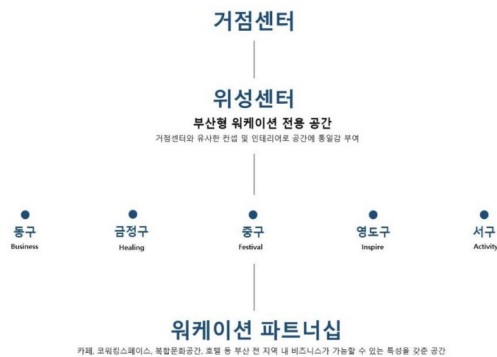 거점센터
위성센터
부산형 워케이션 전용 공간
거점센터와 유사한 컨셉 및 인테리어로 공간에 통일감 부여
동구 금정구 중구 영도구 서구
Business Healing Festival Inspire Activity
워케이션 파트너십
카페, 코워킹스페이스, 복합문화공간, 호텔 등 부산 전 지역 내 비즈니스가 가능할 수 있는 특성을 갖춘 공간